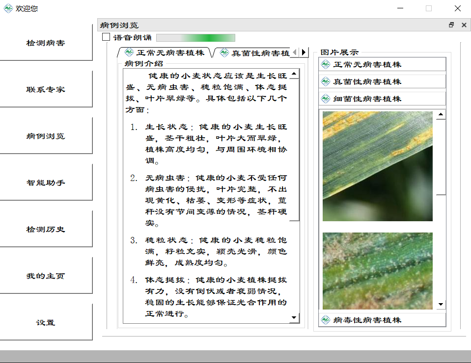 欢迎您
病例浏览
检测病害
联系专家
病例浏览
智能助手
检测历史
我的主页
设置
语音朗诵
正常无病害植株
真菌性病害植
病例介绍
健康的小麦状态应该是生长旺
盛、无病虫害、穗粒饱满、体态挺
拔、叶片翠绿等。具体包括以下几个
方面：
1. 生长状态：健康的小麦生长旺
盛，茎干粗壮，叶片大而翠绿，
植株高度均匀，与周围环境相协
调。
2. 无病虫害：健康的小麦不受任何
病虫害的侵扰，叶片完整，不出
现黄化、枯萎、变形等症状，茎
秆没有节间变薄的情况，茎秆硬
实。
3. 穗粒状态：健康的小麦穗粒饱
满，籽粒充实，颖壳光滑，颜色
鲜亮，成熟度均匀。
4. 体态挺拔：健康的小麦植株挺拔
有力，没有倒伏或者衰弱情况，
稳固的生长能够保证光合作用的
正常进行。
图片展示
正常无病害植株
真菌性病害植株
细菌性病害植株
病毒性病害植株